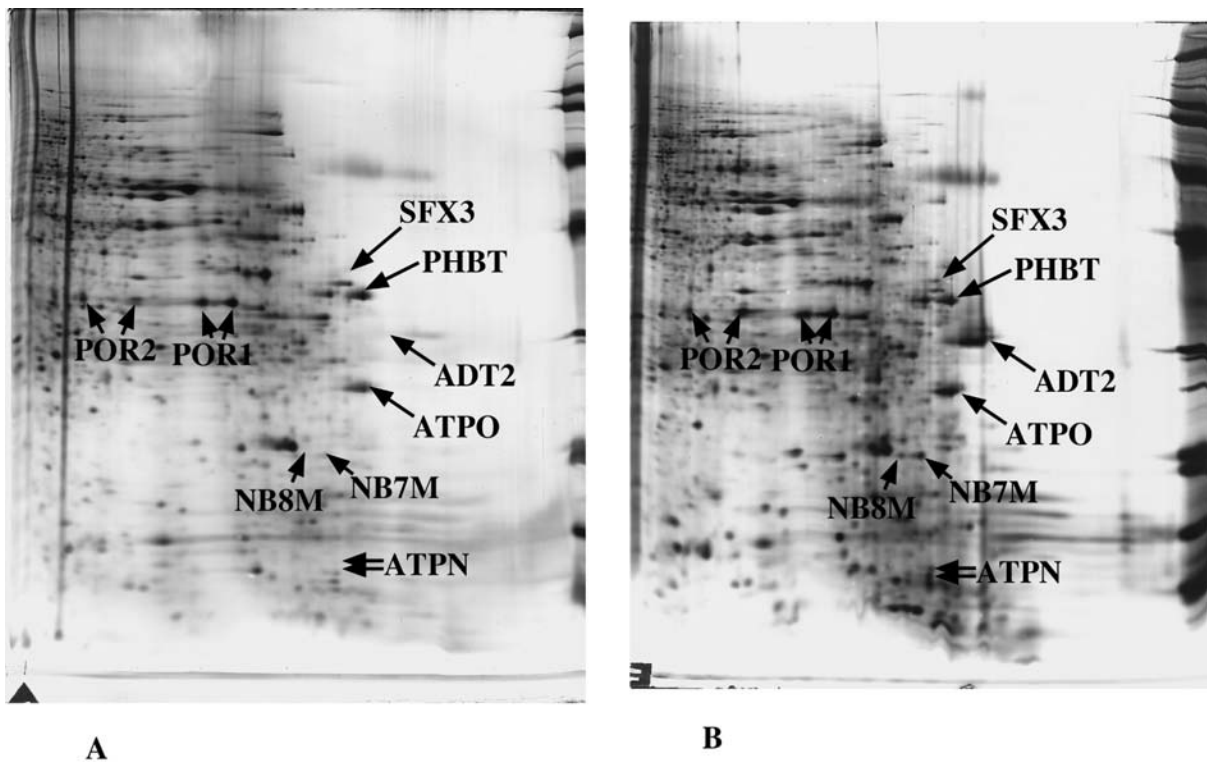 SFX3
PHBT
POR2
POR1
ADT2
ATPO
NB8M
NB7M
ATPN
A
SFX3
PHBT
POR2
POR1
ADT2
ATPO
NB8M
NB7M
ATPN
B